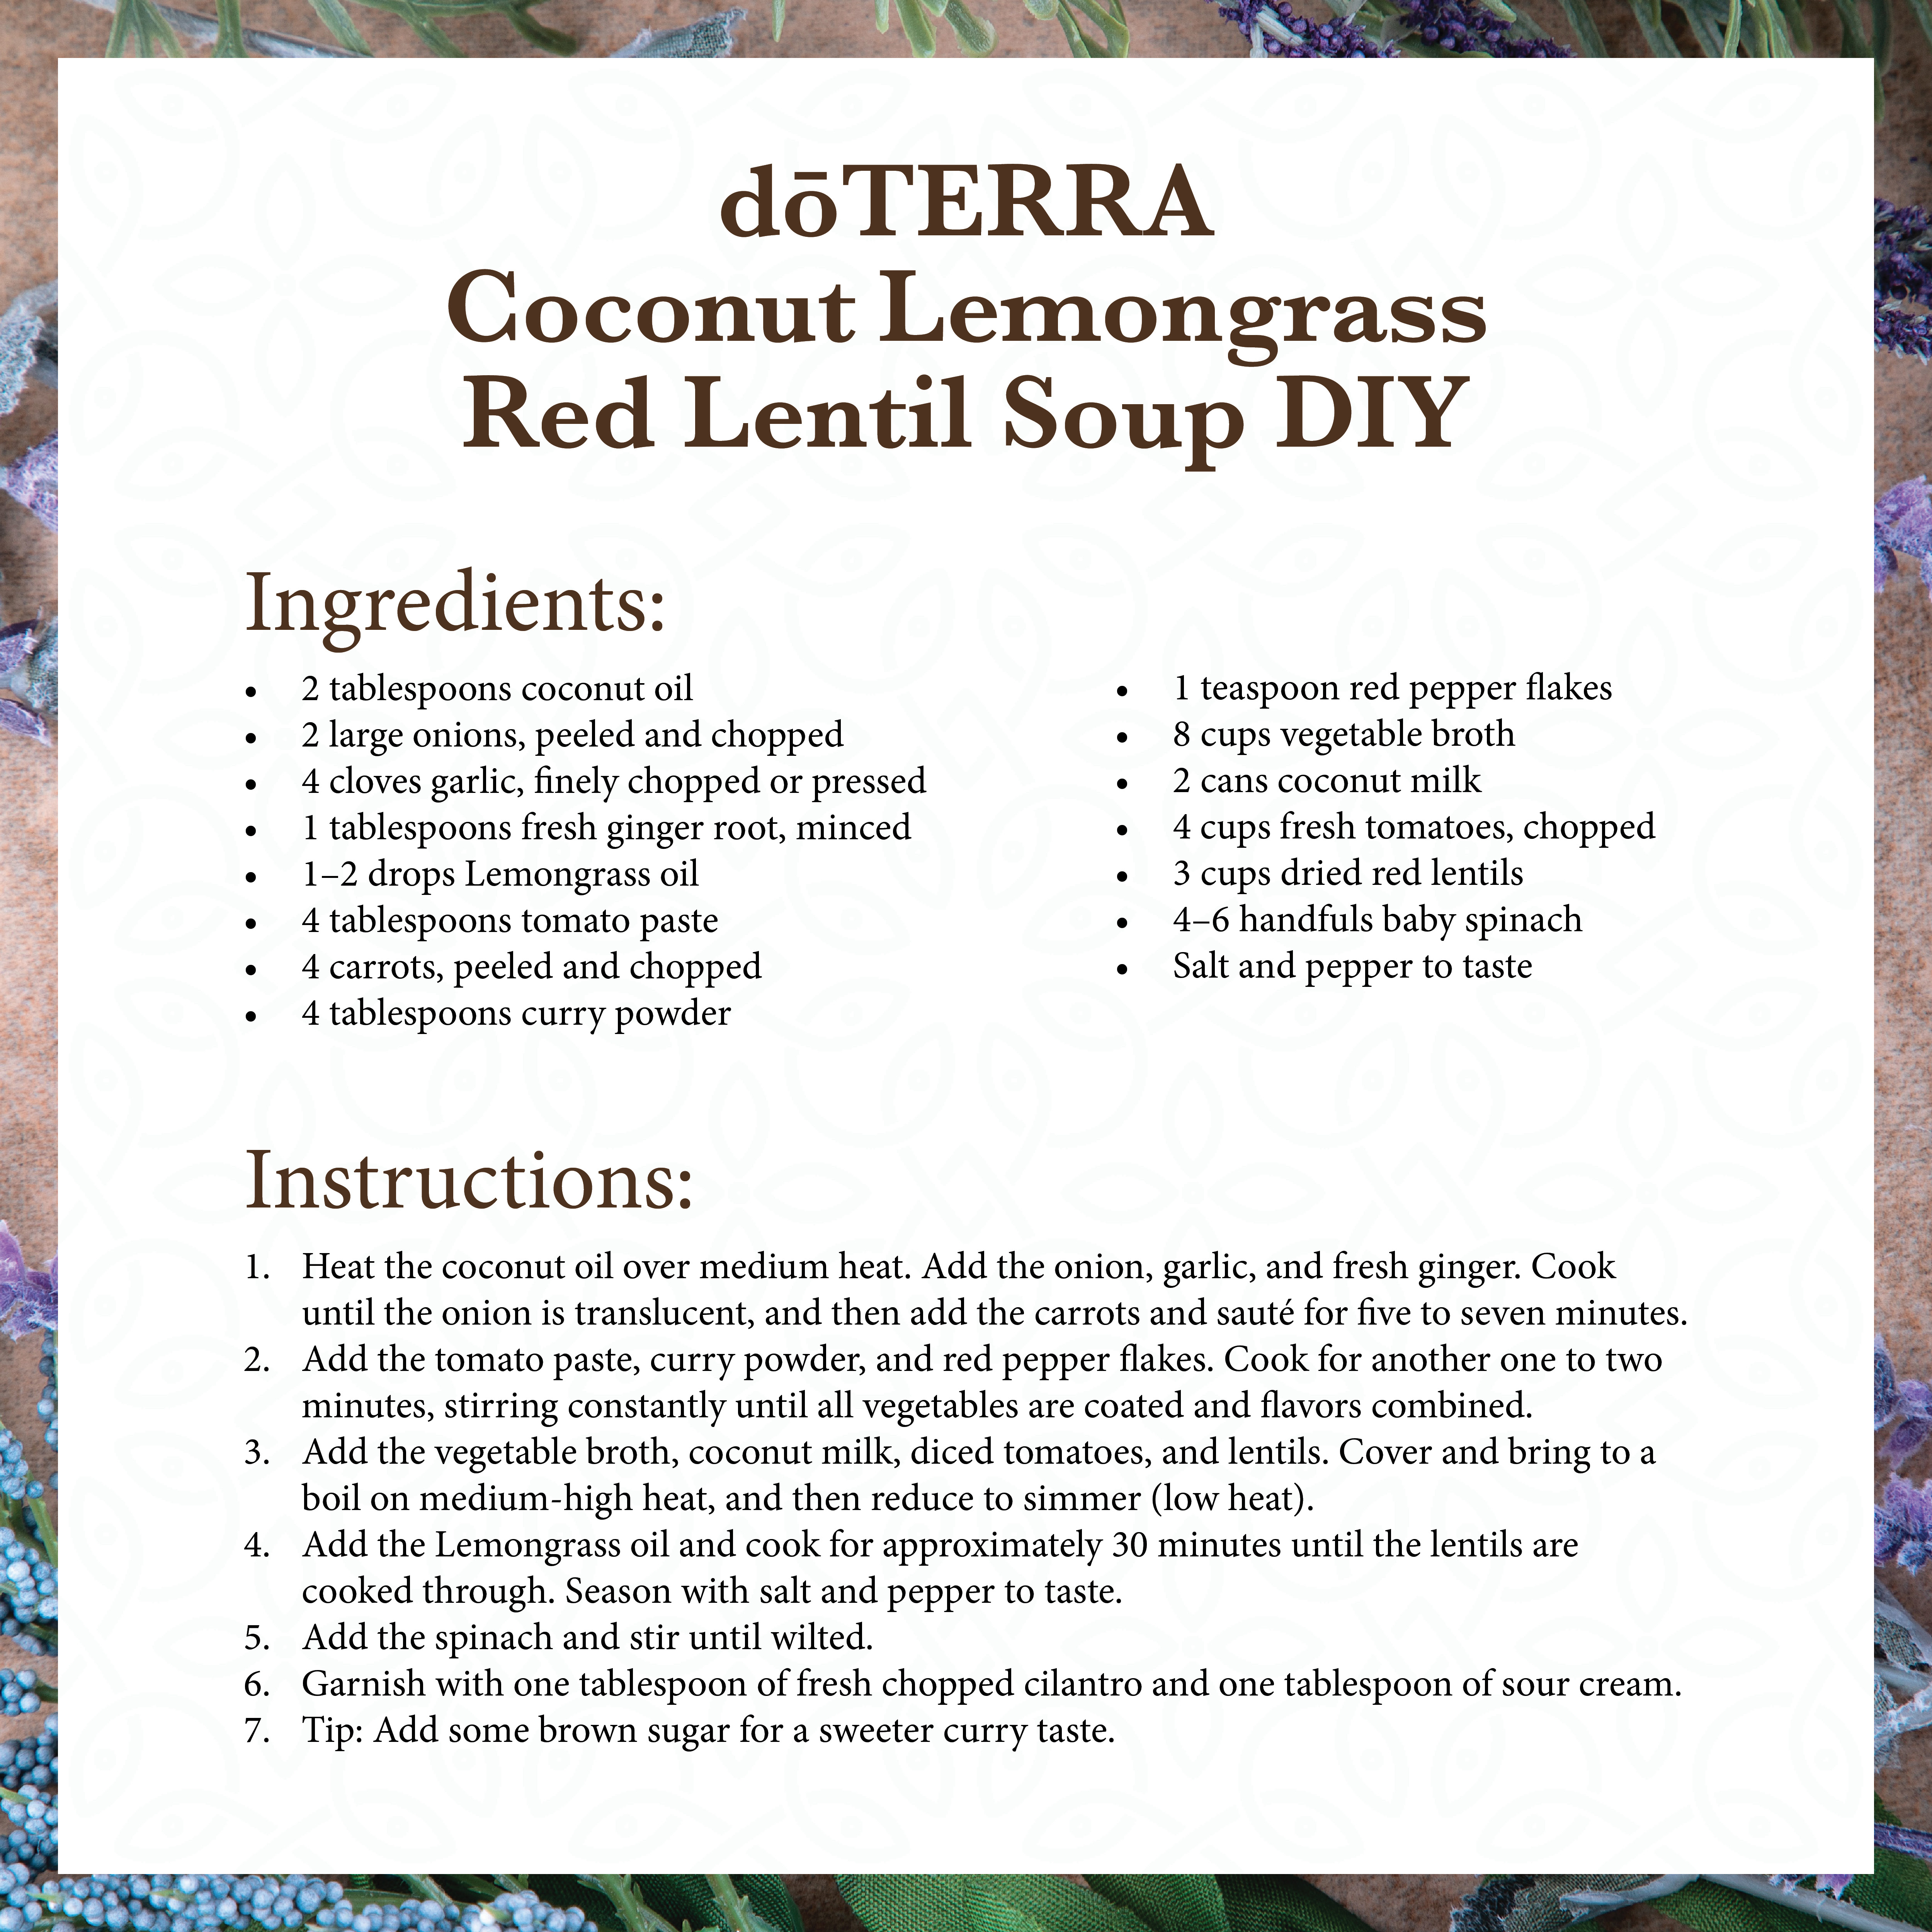 dōTERRA
Coconut Lemongrass
Red Lentil Soup DIY
Ingredients:
• 2 tablespoons coconut oil
• 2 large onions, peeled and chopped
• 4 cloves garlic, finely chopped or pressed
• 1 tablespoons fresh ginger root, minced
• 1–2 drops Lemongrass oil
• 4 tablespoons tomato paste
• 4 carrots, peeled and chopped
• 4 tablespoons curry powder
• 1 teaspoon red pepper flakes
• 8 cups vegetable broth
• 2 cans coconut milk
• 4 cups fresh tomatoes, chopped
• 3 cups dried red lentils
• 4–6 handfuls baby spinach
• Salt and pepper to taste
Instructions:
1. Heat the coconut oil over medium heat. Add the onion, garlic, and fresh ginger. Cook
until the onion is translucent, and then add the carrots and sauté for five to seven minutes.
2. Add the tomato paste, curry powder, and red pepper flakes. Cook for another one to two
minutes, stirring constantly until all vegetables are coated and flavors combined.
3. Add the vegetable broth, coconut milk, diced tomatoes, and lentils. Cover and bring to a
boil on medium-high heat, and then reduce to simmer (low heat).
4. Add the Lemongrass oil and cook for approximately 30 minutes until the lentils are
cooked through. Season with salt and pepper to taste.
5. Add the spinach and stir until wilted.
6. Garnish with one tablespoon of fresh chopped cilantro and one tablespoon of sour cream.
7. Tip: Add some brown sugar for a sweeter curry taste.